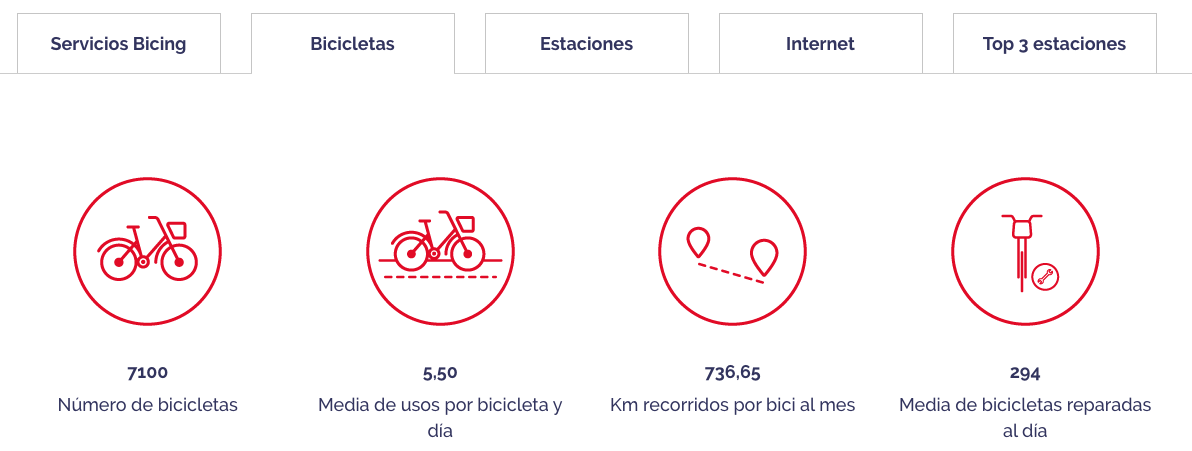 Servicios Bicing
Bicicletas
Estaciones
Internet
Top 3 estaciones
7100
Número de bicicletas
5,50
Media de usos por bicicleta y
día
736,65
Km recorridos por bici al mes
294
Media de bicicletas reparadas
al día